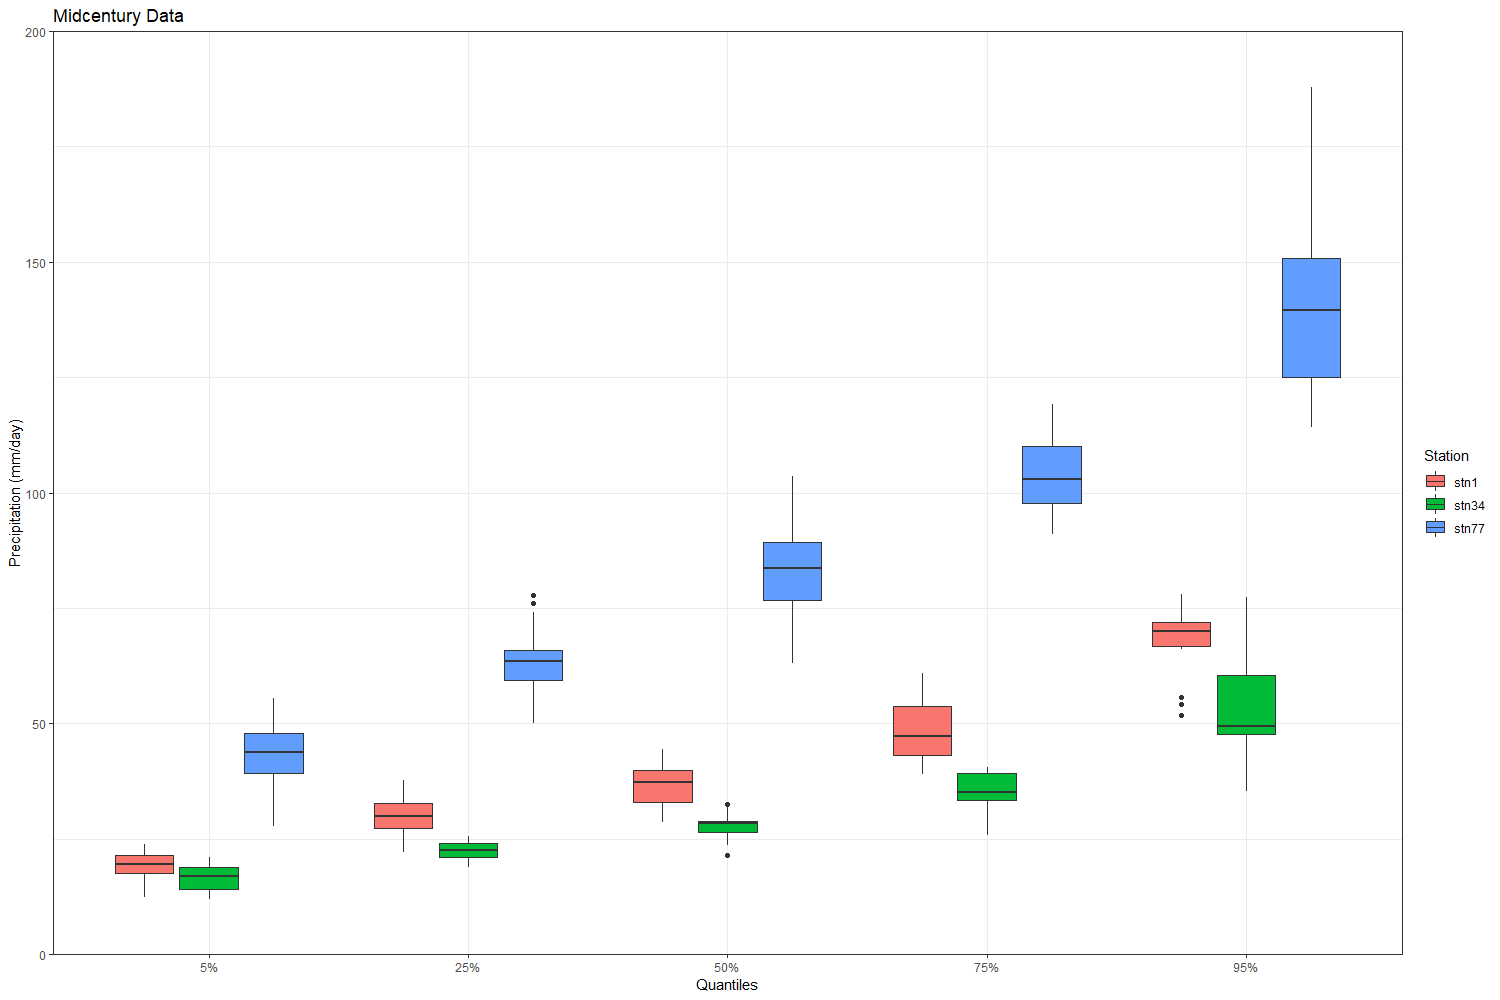 Midcentury Data
200
150
100
50
0
Precipitation (mm/day)
5%
25%
50%
75%
95%
Quantiles
Station
stn1
stn34
stn77